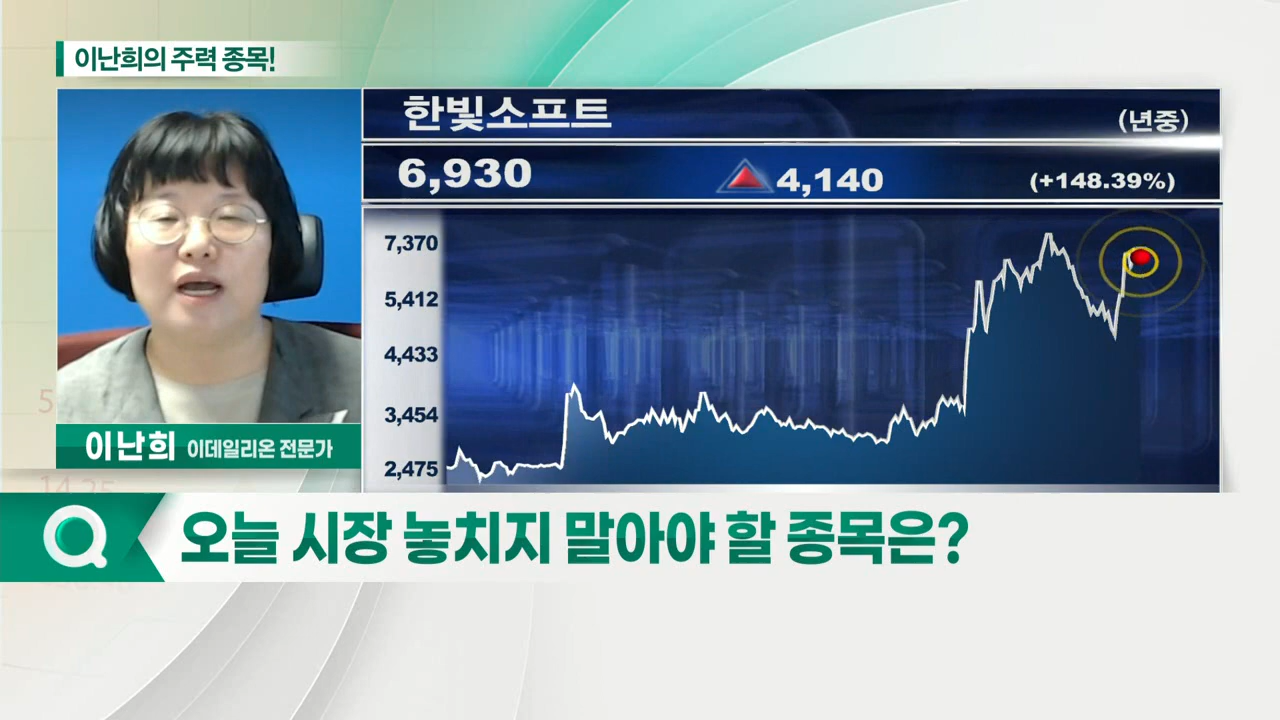 이난희의 주력 종목!
한빛소프트
(년중)
6,930
4,140
(+148.39%)
7,370
5,412
4,433
3,454
2,475
이난희 이데일리온 전문가
오늘 시장 놓치지 말아야 할 종목은?